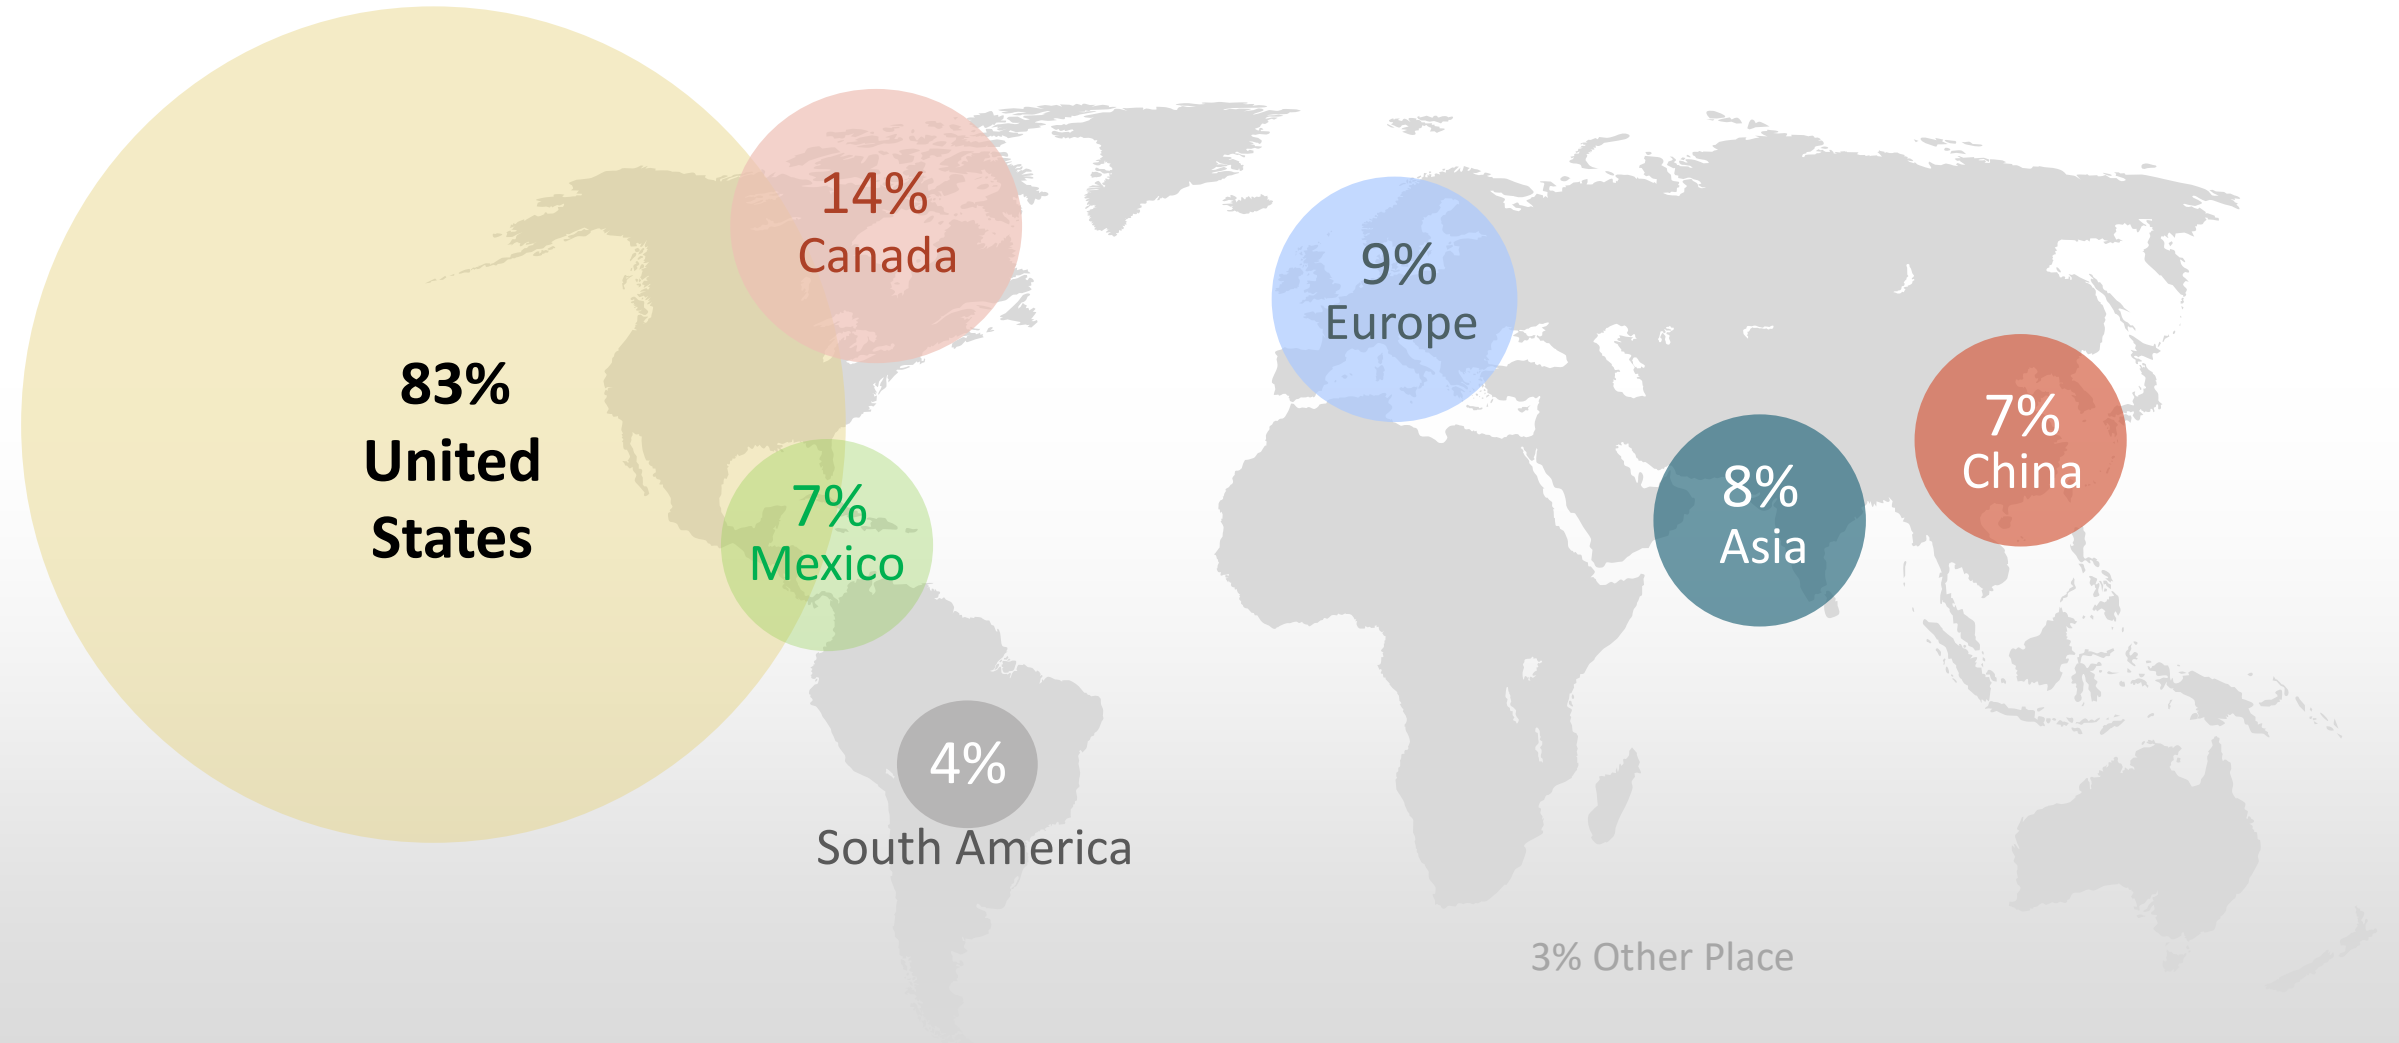 83%
United
States
14%
Canada
7%
Mexico
4%
South America
9%
Europe
8%
Asia
7%
China
3% Other Place